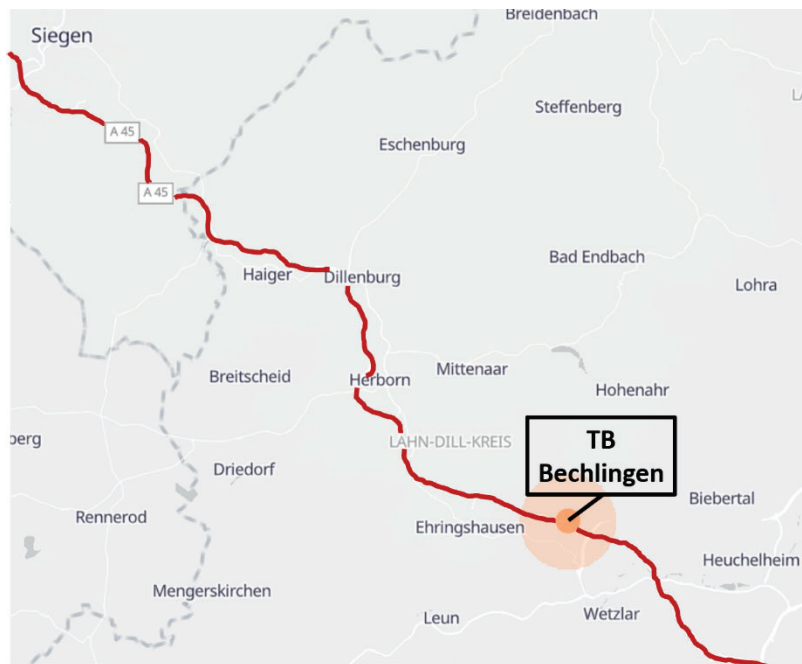 Breidenbach
Siegen
Steffenberg
A 45
Eschenburg
A 45
Bad Endbach
Haiger
Dillenburg
Lohra
Mittenaar
Breitscheid
Herborn
Hohenahr
LAHN-DILL-KREIS
TB
Bechlingen
Driedorf
Biebertal
Rennerod
Ehringshausen
Heuchelheim
Mengerskirchen
Leun
Wetzlar